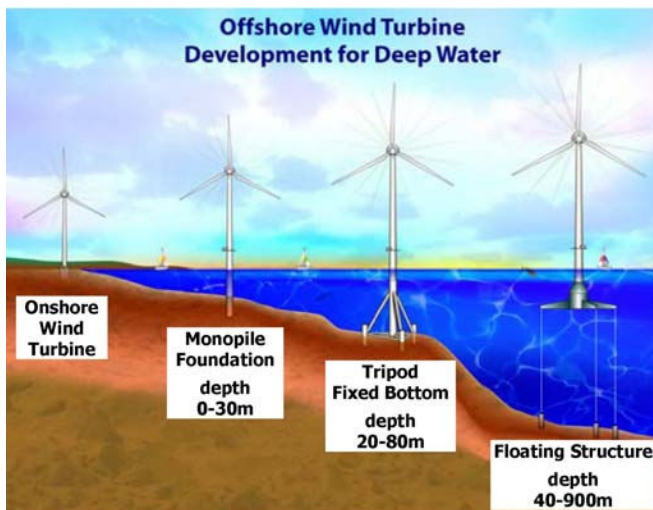 Offshore Wind Turbine
Development for Deep Water
Onshore
Wind
Turbine
Monopile
Foundation
depth
0-30m
Tripod
Fixed Bottom
depth
20-80m
Floating Structure
depth
40-900m